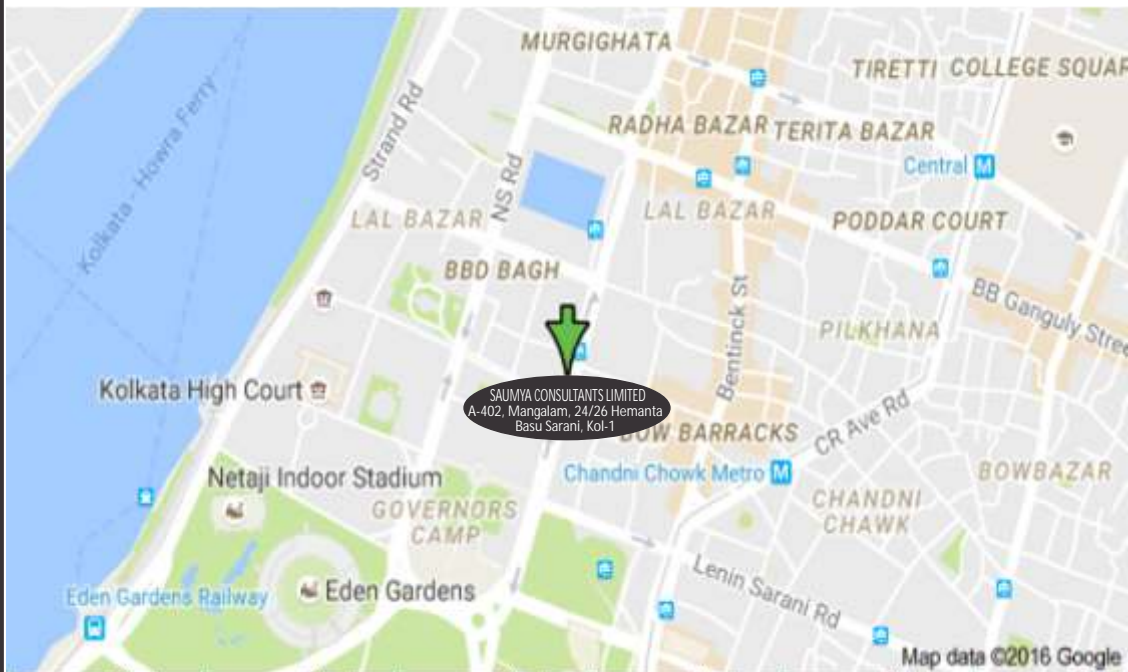 MURGIGHATA
TIRETTI COLLEGE SQUAR
Strand Rd
RADHA BAZAR
TERITA BAZAR
Kolkata - Howra Ferry
NS Rd
Central M
LAL BAZAR
LAL BAZAR
PODDAR COURT
BBD BAGH
BB Ganguly Stree
Bentinck St
PILKHANA
Kolkata High Court
SAUMYA CONSULTANTS LIMITED
A-402, Mangalam, 24/26 Hemanta
Basu Sarani, Kol-1
BOW BARRACKS
CR Ave Rd
Netaji Indoor Stadium
Chandni Chowk Metro M
BOWBAZAR
GOVERNORS
CAMP
CHANDNI
CHAWK
Lenin Sarani Rd
Eden Gardens Railway
Eden Gardens
Map data ©2016 Google